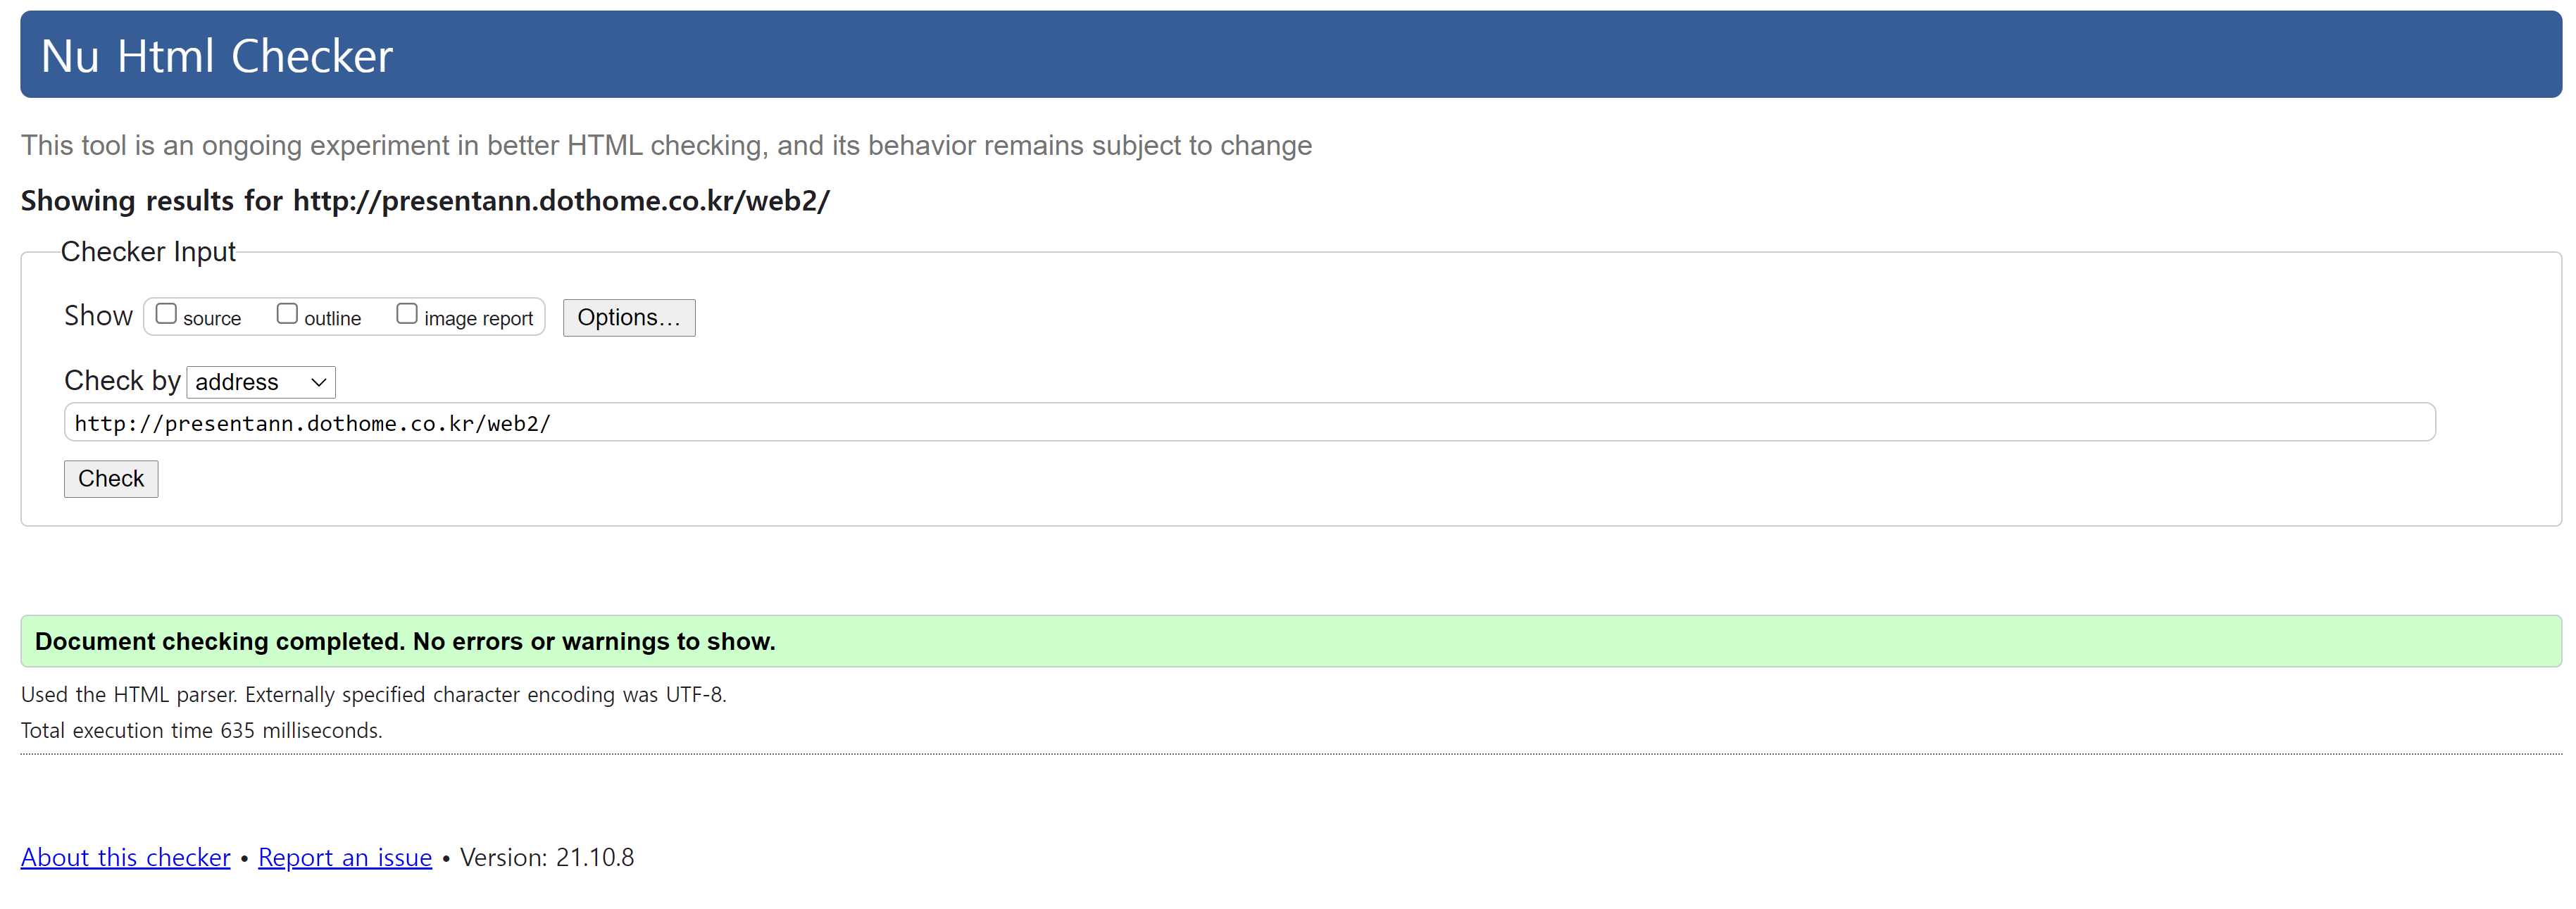 Nu Html Checker
This tool is an ongoing experiment in better HTML checking, and its behavior remains subject to change
Showing results for http://presentann.dothome.co.kr/web2/
Checker Input
Show source outline image report Options…
Check by address
http://presentann.dothome.co.kr/web2/
Check
Document checking completed. No errors or warnings to show.
Used the HTML parser. Externally specified character encoding was UTF-8.
Total execution time 635 milliseconds.
About this checker • Report an issue • Version: 21.10.8